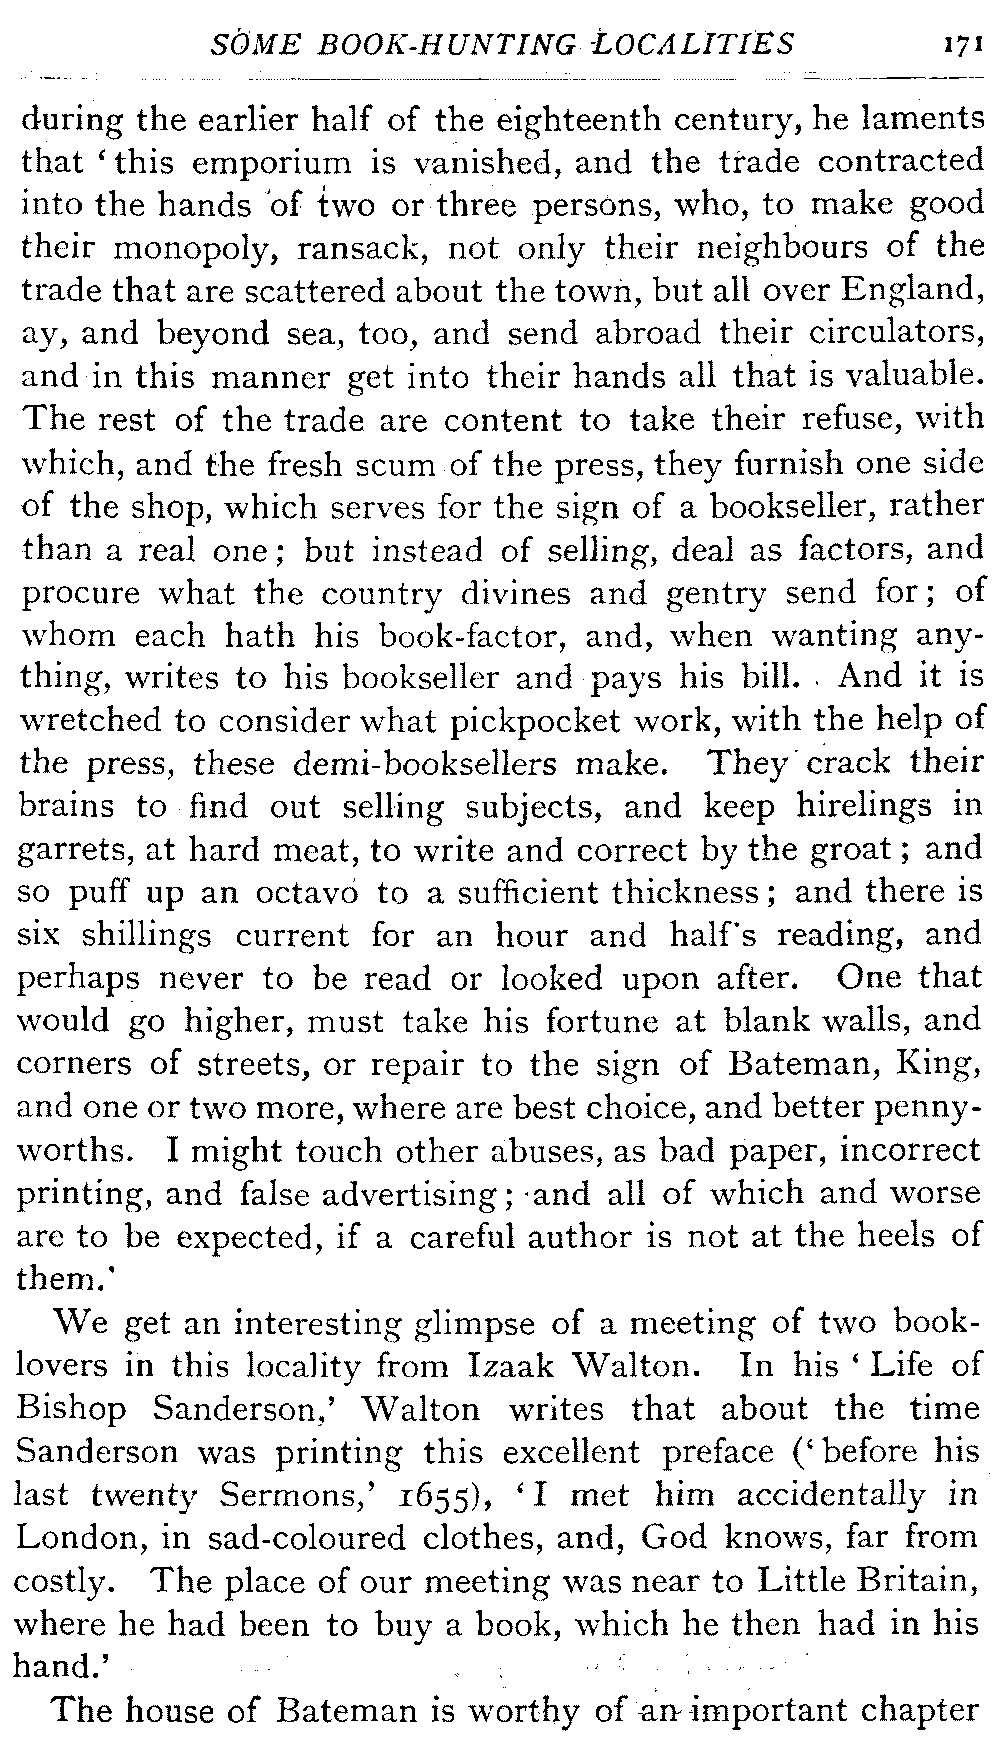 SOME BOOK-HUNTING LOCALITIES 171
during the earlier half of the eighteenth century, he laments
that ‘this emporium is vanished, and the trade contracted
into the hands of two or three persons, who, to make good
their monopoly, ransack, not only their neighbours of the
trade that are scattered about the town, but all over England,
ay, and beyond sea, too, and send abroad their circulators,
and in this manner get into their hands all that is valuable.
The rest of the trade are content to take their refuse, with
which, and the fresh scum of the press, they furnish one side
of the shop, which serves for the sign of a bookseller, rather
than a real one; but instead of selling, deal as factors, and
procure what the country divines and gentry send for; of
whom each hath his book-factor, and, when wanting any-
thing, writes to his bookseller and pays his bill. And it is
wretched to consider what pickpocket work, with the help of
the press, these demi-booksellers make. They crack their
brains to find out selling subjects, and keep hirelings in
garrets, at hard meat, to write and correct by the groat; and
so puff up an octavo to a sufficient thickness; and there is
six shillings current for an hour and half's reading, and
perhaps never to be read or looked upon after. One that
would go higher, must take his fortune at blank walls, and
corners of streets, or repair to the sign of Bateman, King,
and one or two more, where are best choice, and better penny-
worths. I might touch other abuses, as bad paper, incorrect
printing, and false advertising; and all of which and worse
are to be expected, if a careful author is not at the heels of
them.’
We get an interesting glimpse of a meeting of two book-
lovers in this locality from Izaak Walton. In his ‘Life of
Bishop Sanderson,’ Walton writes that about the time
Sanderson was printing this excellent preface (‘before his
last twenty Sermons,’ 1655), ‘I met him accidentally in
London, in sad-coloured clothes, and, God knows, far from
costly. The place of our meeting was near to Little Britain,
where he had been to buy a book, which he then had in his
hand.’
The house of Bateman is worthy of an important chapter